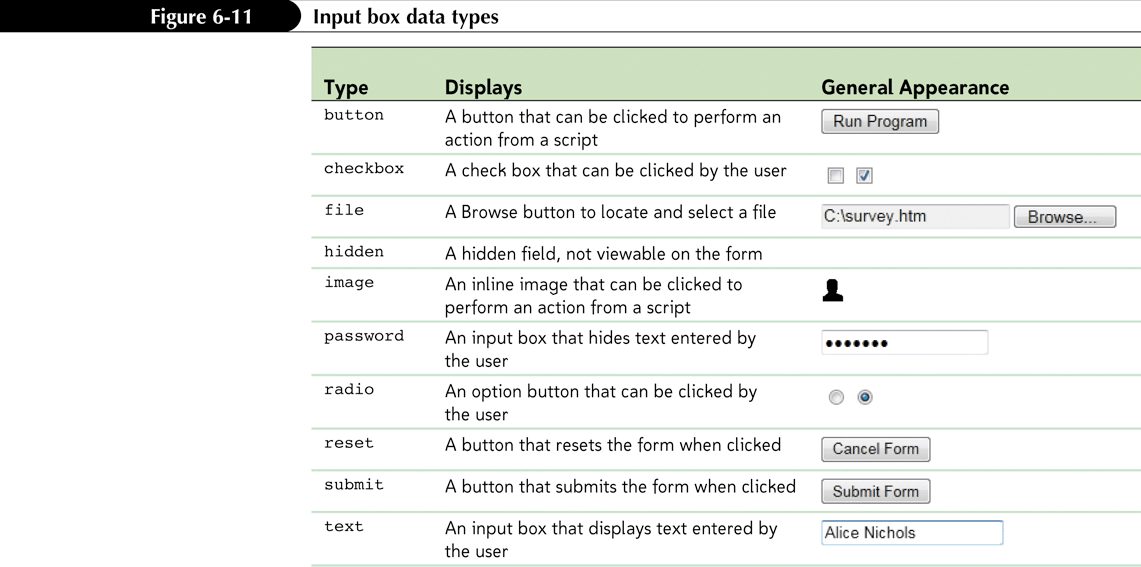 Figure 6-11 Input box data types
Type Displays General Appearance
button A button that can be clicked to perform an Run Program
action from a script
checkbox A check box that can be clicked by the user
file A Browse button to locate and select a file C:\survey.htm Browse...
hidden A hidden field, not viewable on the form
image An inline image that can be clicked to
perform an action from a script
password An input box that hides text entered by
the user
radio An option button that can be clicked by
the user
reset A button that resets the form when clicked Cancel Form
submit A button that submits the form when clicked Submit Form
text An input box that displays text entered by Alice Nichols
the user